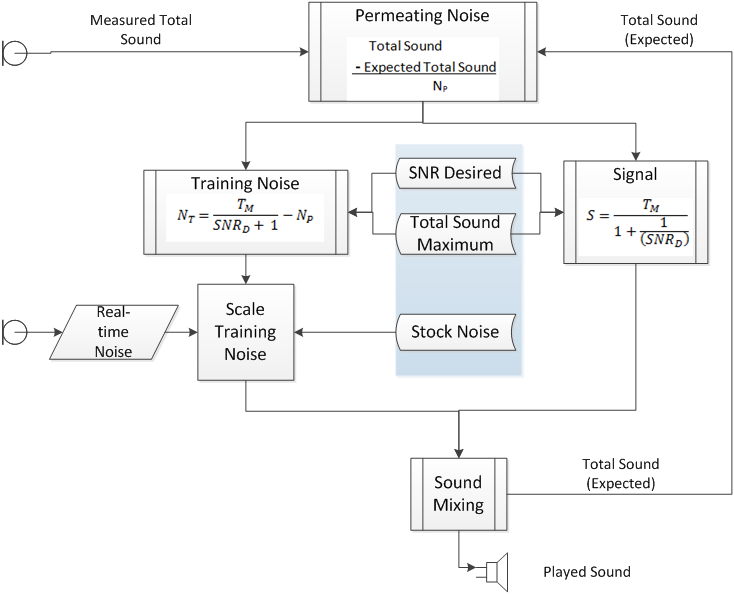 Measured Total
Sound
Permeating Noise
Total Sound
- Expected Total Sound
N_P
Total Sound
(Expected)
Training Noise
N_T = T_M / (SNR_D + 1) − N_P
SNR Desired
Total Sound
Maximum
Signal
S = T_M / (1 + 1 / (SNR_D))
Real-
time
Noise
Scale
Training
Noise
Stock Noise
Sound
Mixing
Total Sound
(Expected)
Played Sound